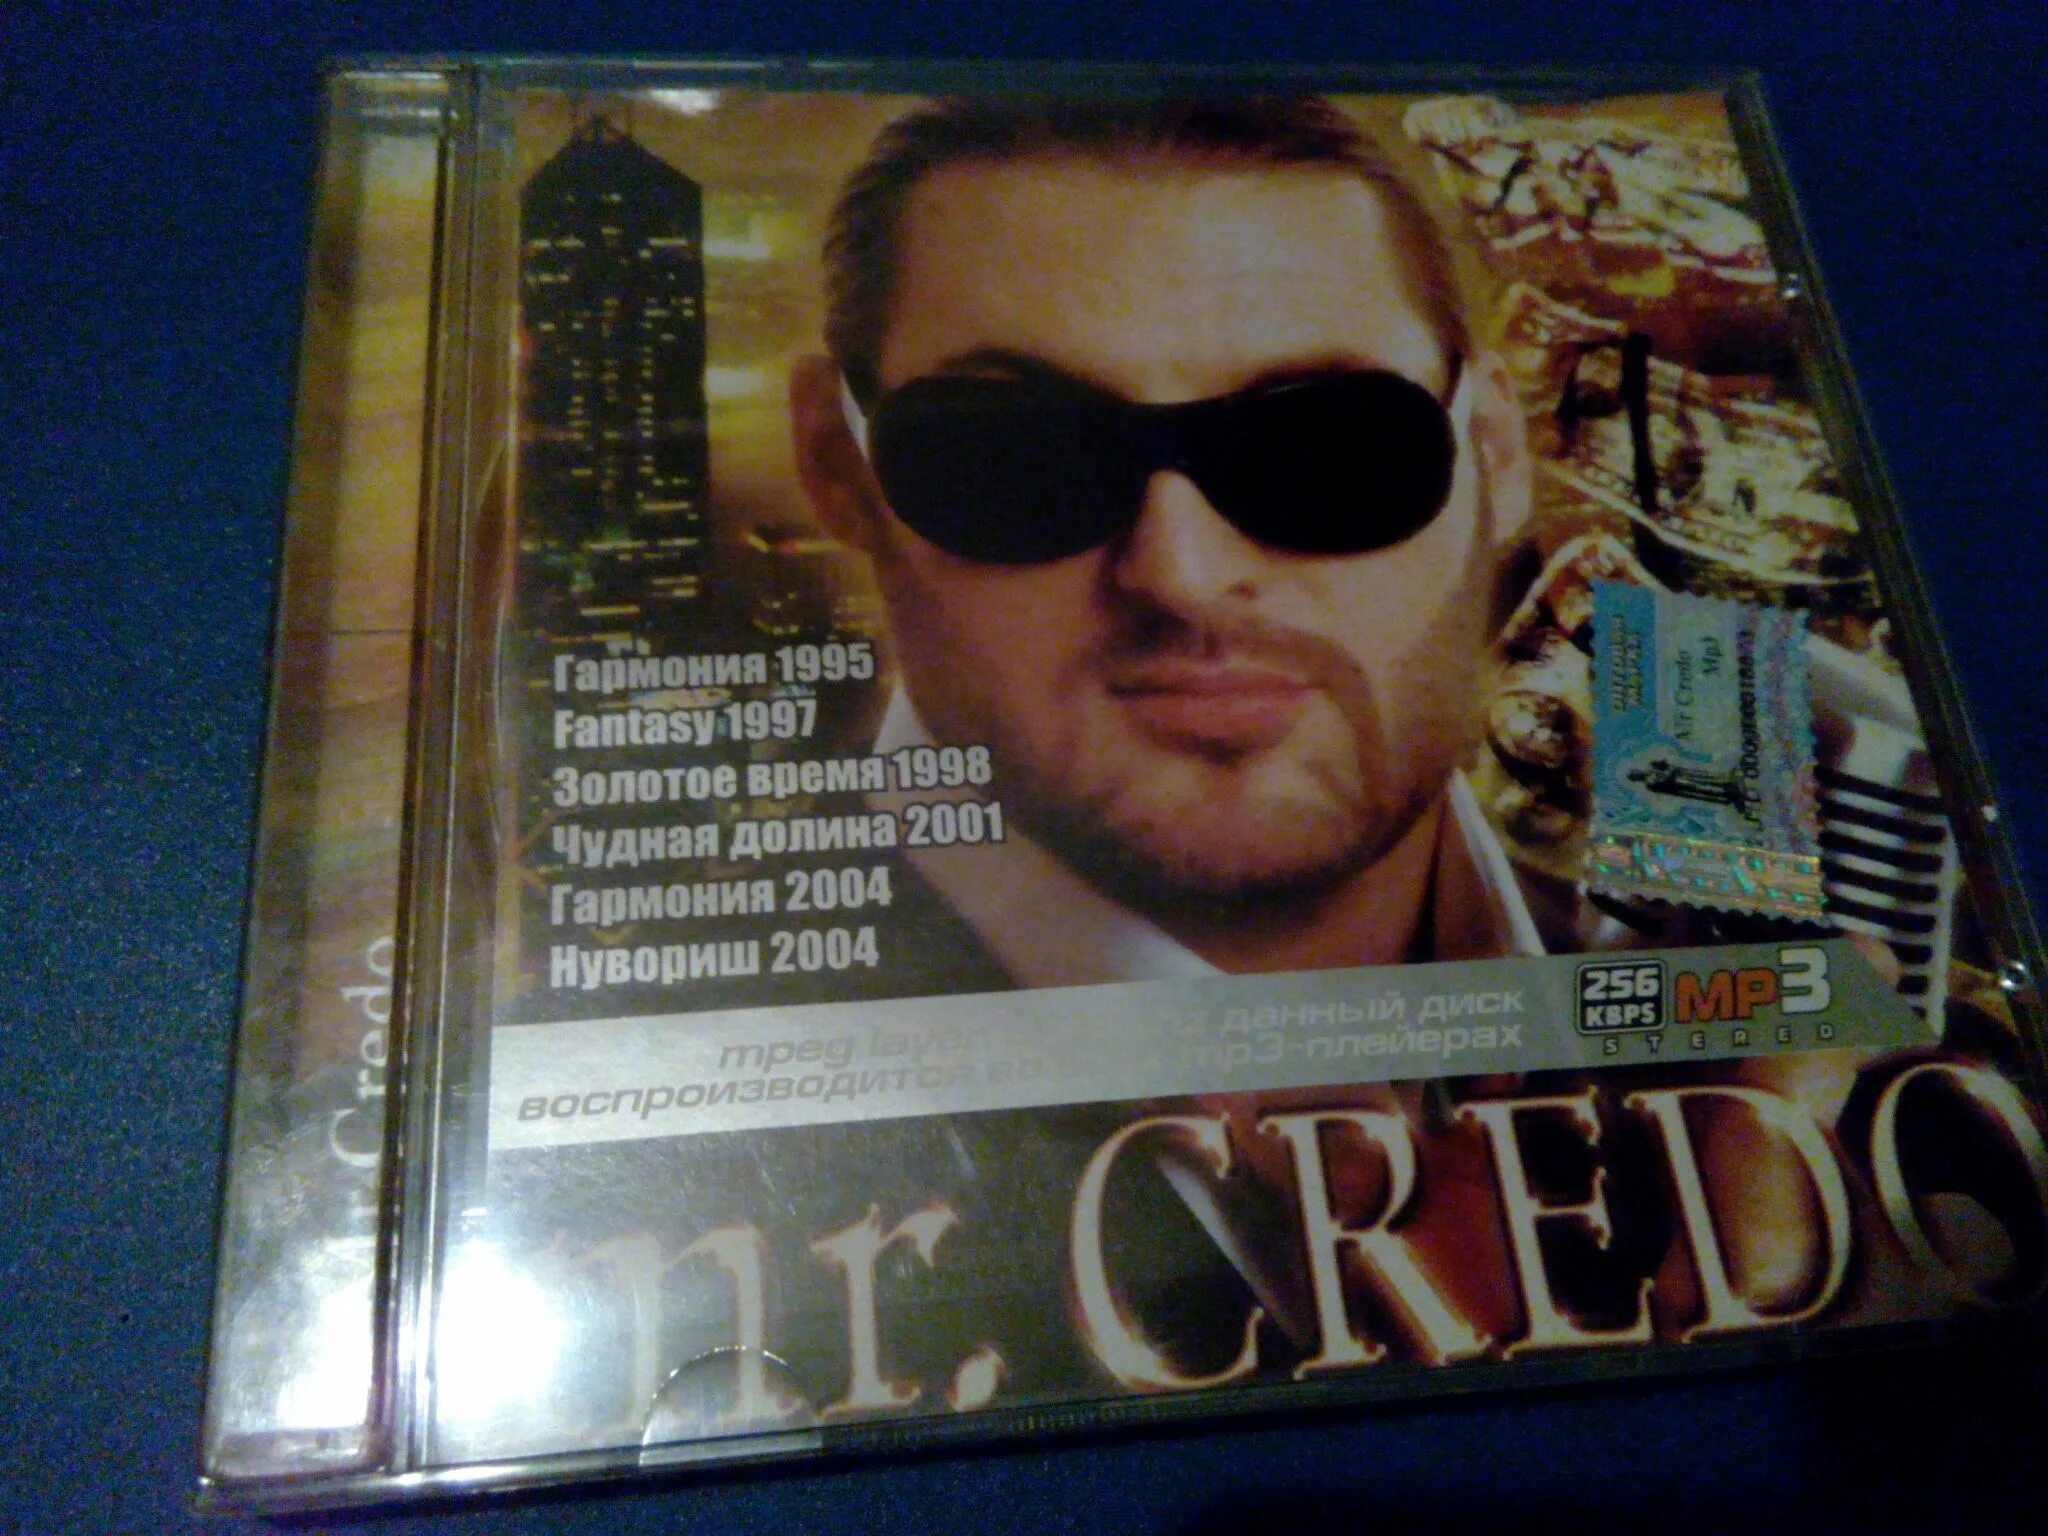 Гармония 1995
Fantasy 1997
Золотое время 1998
Чудная долина 2001
Гармония 2004
Нувориш 2004
Mr Credo
Mp3
mpeg данный диск
воспроизводится mp3-плейерах
256
KBPS
MP3
STEREO
mr. CREDO
Credo